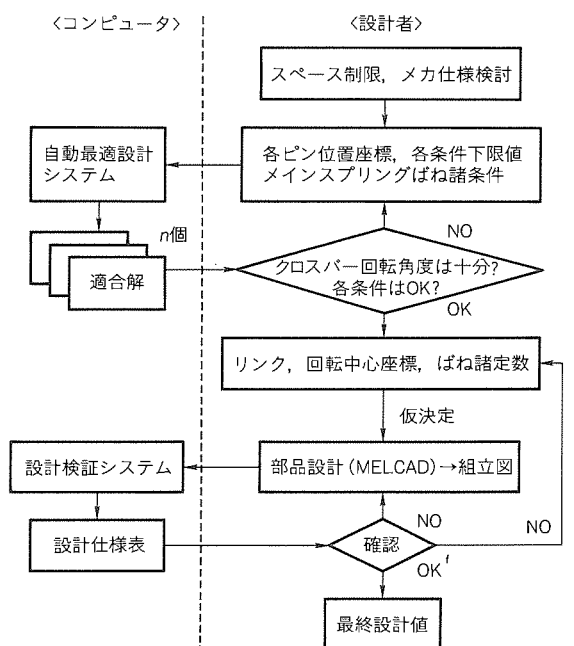 〈コンピュータ〉
〈設計者〉
スペース制限，メカ仕様検討
自動最適設計
システム
各ピン位置座標，各条件下限値
メインスプリングばね諸条件
n個
適合解
NO
クロスバー回転角度は十分?
各条件はOK?
OK
リンク，回転中心座標，ばね諸定数
仮決定
設計検証システム
部品設計(MELCAD)→組立図
設計仕様表
NO
確認
NO
OK
最終設計値